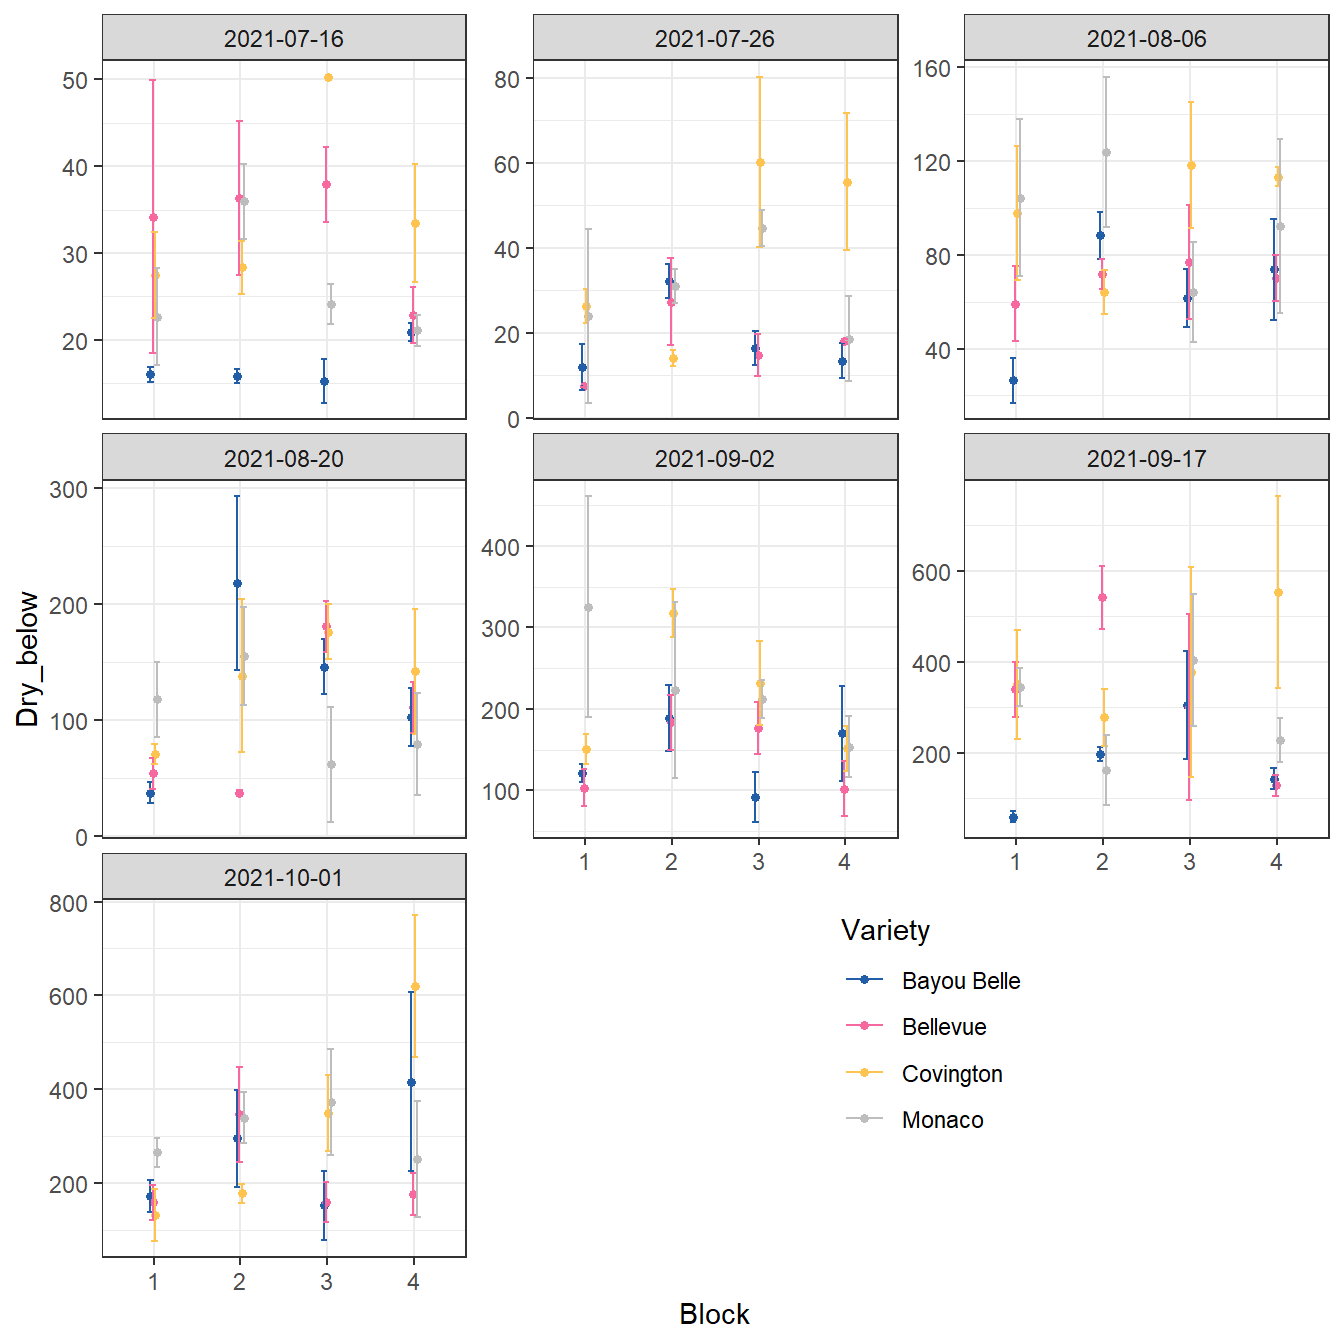 2021-07-16 2021-07-26 2021-08-06
50 40 30 20
80 60 40 20 0
160 120 80 40
2021-08-20 2021-09-02 2021-09-17
300 200 100 0
400 300 200 100
600 400 200
1 2 3 4
1 2 3 4
2021-10-01
800 600 400 200
1 2 3 4
Dry_below
Block
Variety
Bayou Belle
Bellevue
Covington
Monaco